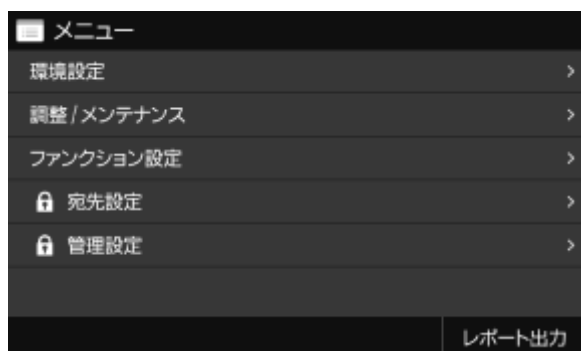 メニュー
環境設定
調整/メンテナンス
ファンクション設定
宛先設定
管理設定
レポート出力